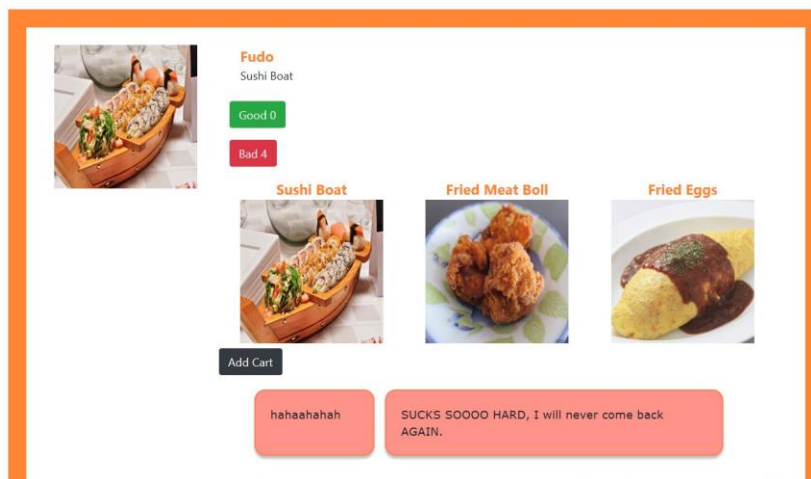 Fudo
Sushi Boat
Good 0
Bad 4
Sushi Boat
Fried Meat Boll
Fried Eggs
Add Cart
hahaahahah
SUCKS SOOOO HARD, I will never come back
AGAIN.